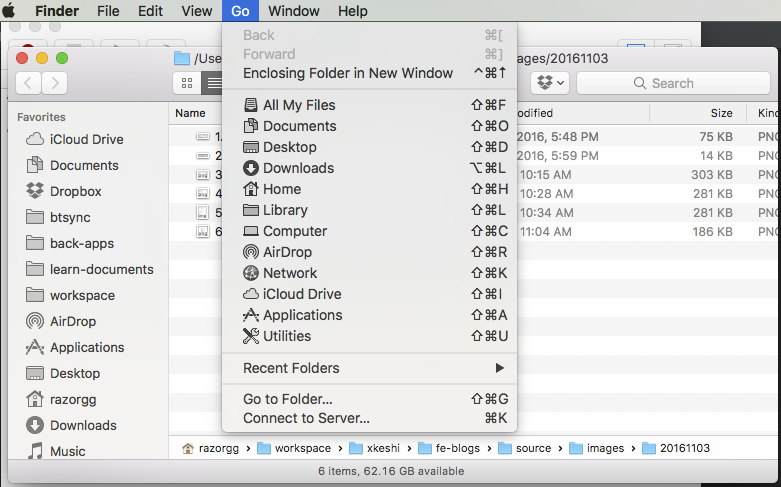 Finder File Edit View Go Window Help
/Use
ages/20161103
Search
Back ⌘[
Forward ⌘]
Enclosing Folder in New Window ^⌘↑
All My Files ⇧⌘F
Documents ⇧⌘O
Desktop ⇧⌘D
Downloads ⌥⌘L
Home ⇧⌘H
Library ⇧⌘L
Computer ⇧⌘C
AirDrop ⇧⌘R
Network ⇧⌘K
iCloud Drive ⇧⌘I
Applications ⇧⌘A
Utilities ⇧⌘U
Recent Folders ▶
Go to Folder... ⇧⌘G
Connect to Server... ⌘K
Favorites
iCloud Drive
Documents
Dropbox
btsync
back-apps
learn-documents
workspace
AirDrop
Applications
Desktop
razorgg
Downloads
Music
Name odified Size Kind
1. 2016, 5:48 PM 75 KB PNG
2 2016, 5:59 PM 14 KB PNG
3 10:15 AM 303 KB PNG
4 10:28 AM 281 KB PNG
5 10:34 AM 281 KB PNG
6 11:04 AM 186 KB PNG
razorgg › workspace › xkeshi › fe-blogs › source › images › 20161103
6 items, 62.16 GB available